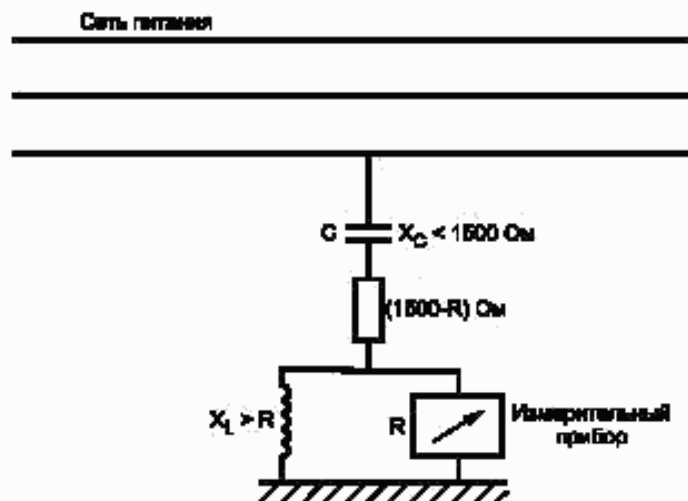 Сеть питания
C X_C < 1500 Ом
(1500-R) Ом
X_L > R
R
Измерительный
прибор